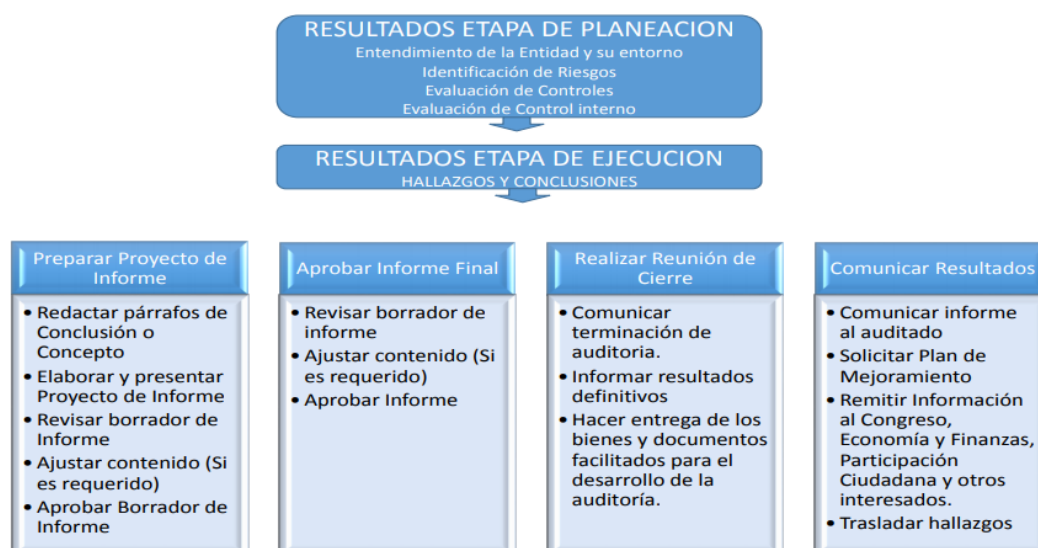 RESULTADOS ETAPA DE PLANEACION
Entendimiento de la Entidad y su entorno
Identificación de Riesgos
Evaluación de Controles
Evaluación de Control interno
RESULTADOS ETAPA DE EJECUCION
HALLAZGOS Y CONCLUSIONES
Preparar Proyecto de
Informe
• Redactar párrafos de
Conclusión o
Concepto
• Elaborar y presentar
Proyecto de Informe
• Revisar borrador de
Informe
• Ajustar contenido (Si
es requerido)
• Aprobar Borrador de
Informe
Aprobar Informe Final
• Revisar borrador de
informe
• Ajustar contenido (Si
es requerido)
• Aprobar Informe
Realizar Reunión de
Cierre
• Comunicar
terminación de
auditoria.
• Informar resultados
definitivos
• Hacer entrega de los
bienes y documentos
facilitados para el
desarrollo de la
auditoría.
Comunicar Resultados
• Comunicar informe
al auditado
• Solicitar Plan de
Mejoramiento
• Remitir Información
al Congreso,
Economía y Finanzas,
Participación
Ciudadana y otros
interesados.
• Trasladar hallazgos